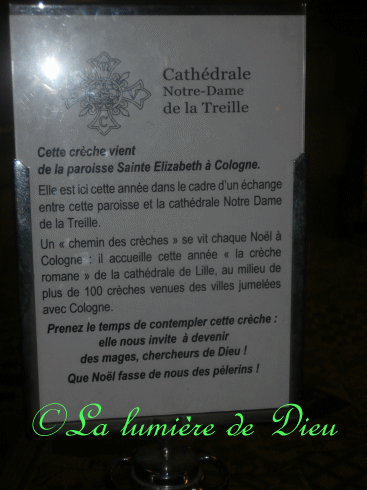 Cathédrale
Notre-Dame
de la Treille
Cette crèche vient
de la paroisse Sainte Elizabeth à Cologne.
Elle est ici cette année dans le cadre d'un échange
entre cette paroisse et la cathédrale Notre Dame
de la Treille.
Un « chemin des crèches » se vit chaque Noël à
Cologne : il accueille cette année « la crèche
romane » de la cathédrale de Lille, au milieu de
plus de 100 crèches venues des villes jumelées
avec Cologne.
Prenez le temps de contempler cette crèche :
elle nous invite à devenir
des mages, chercheurs de Dieu !
Que Noël fasse de nous des pélerins !
©La lumière de Dieu